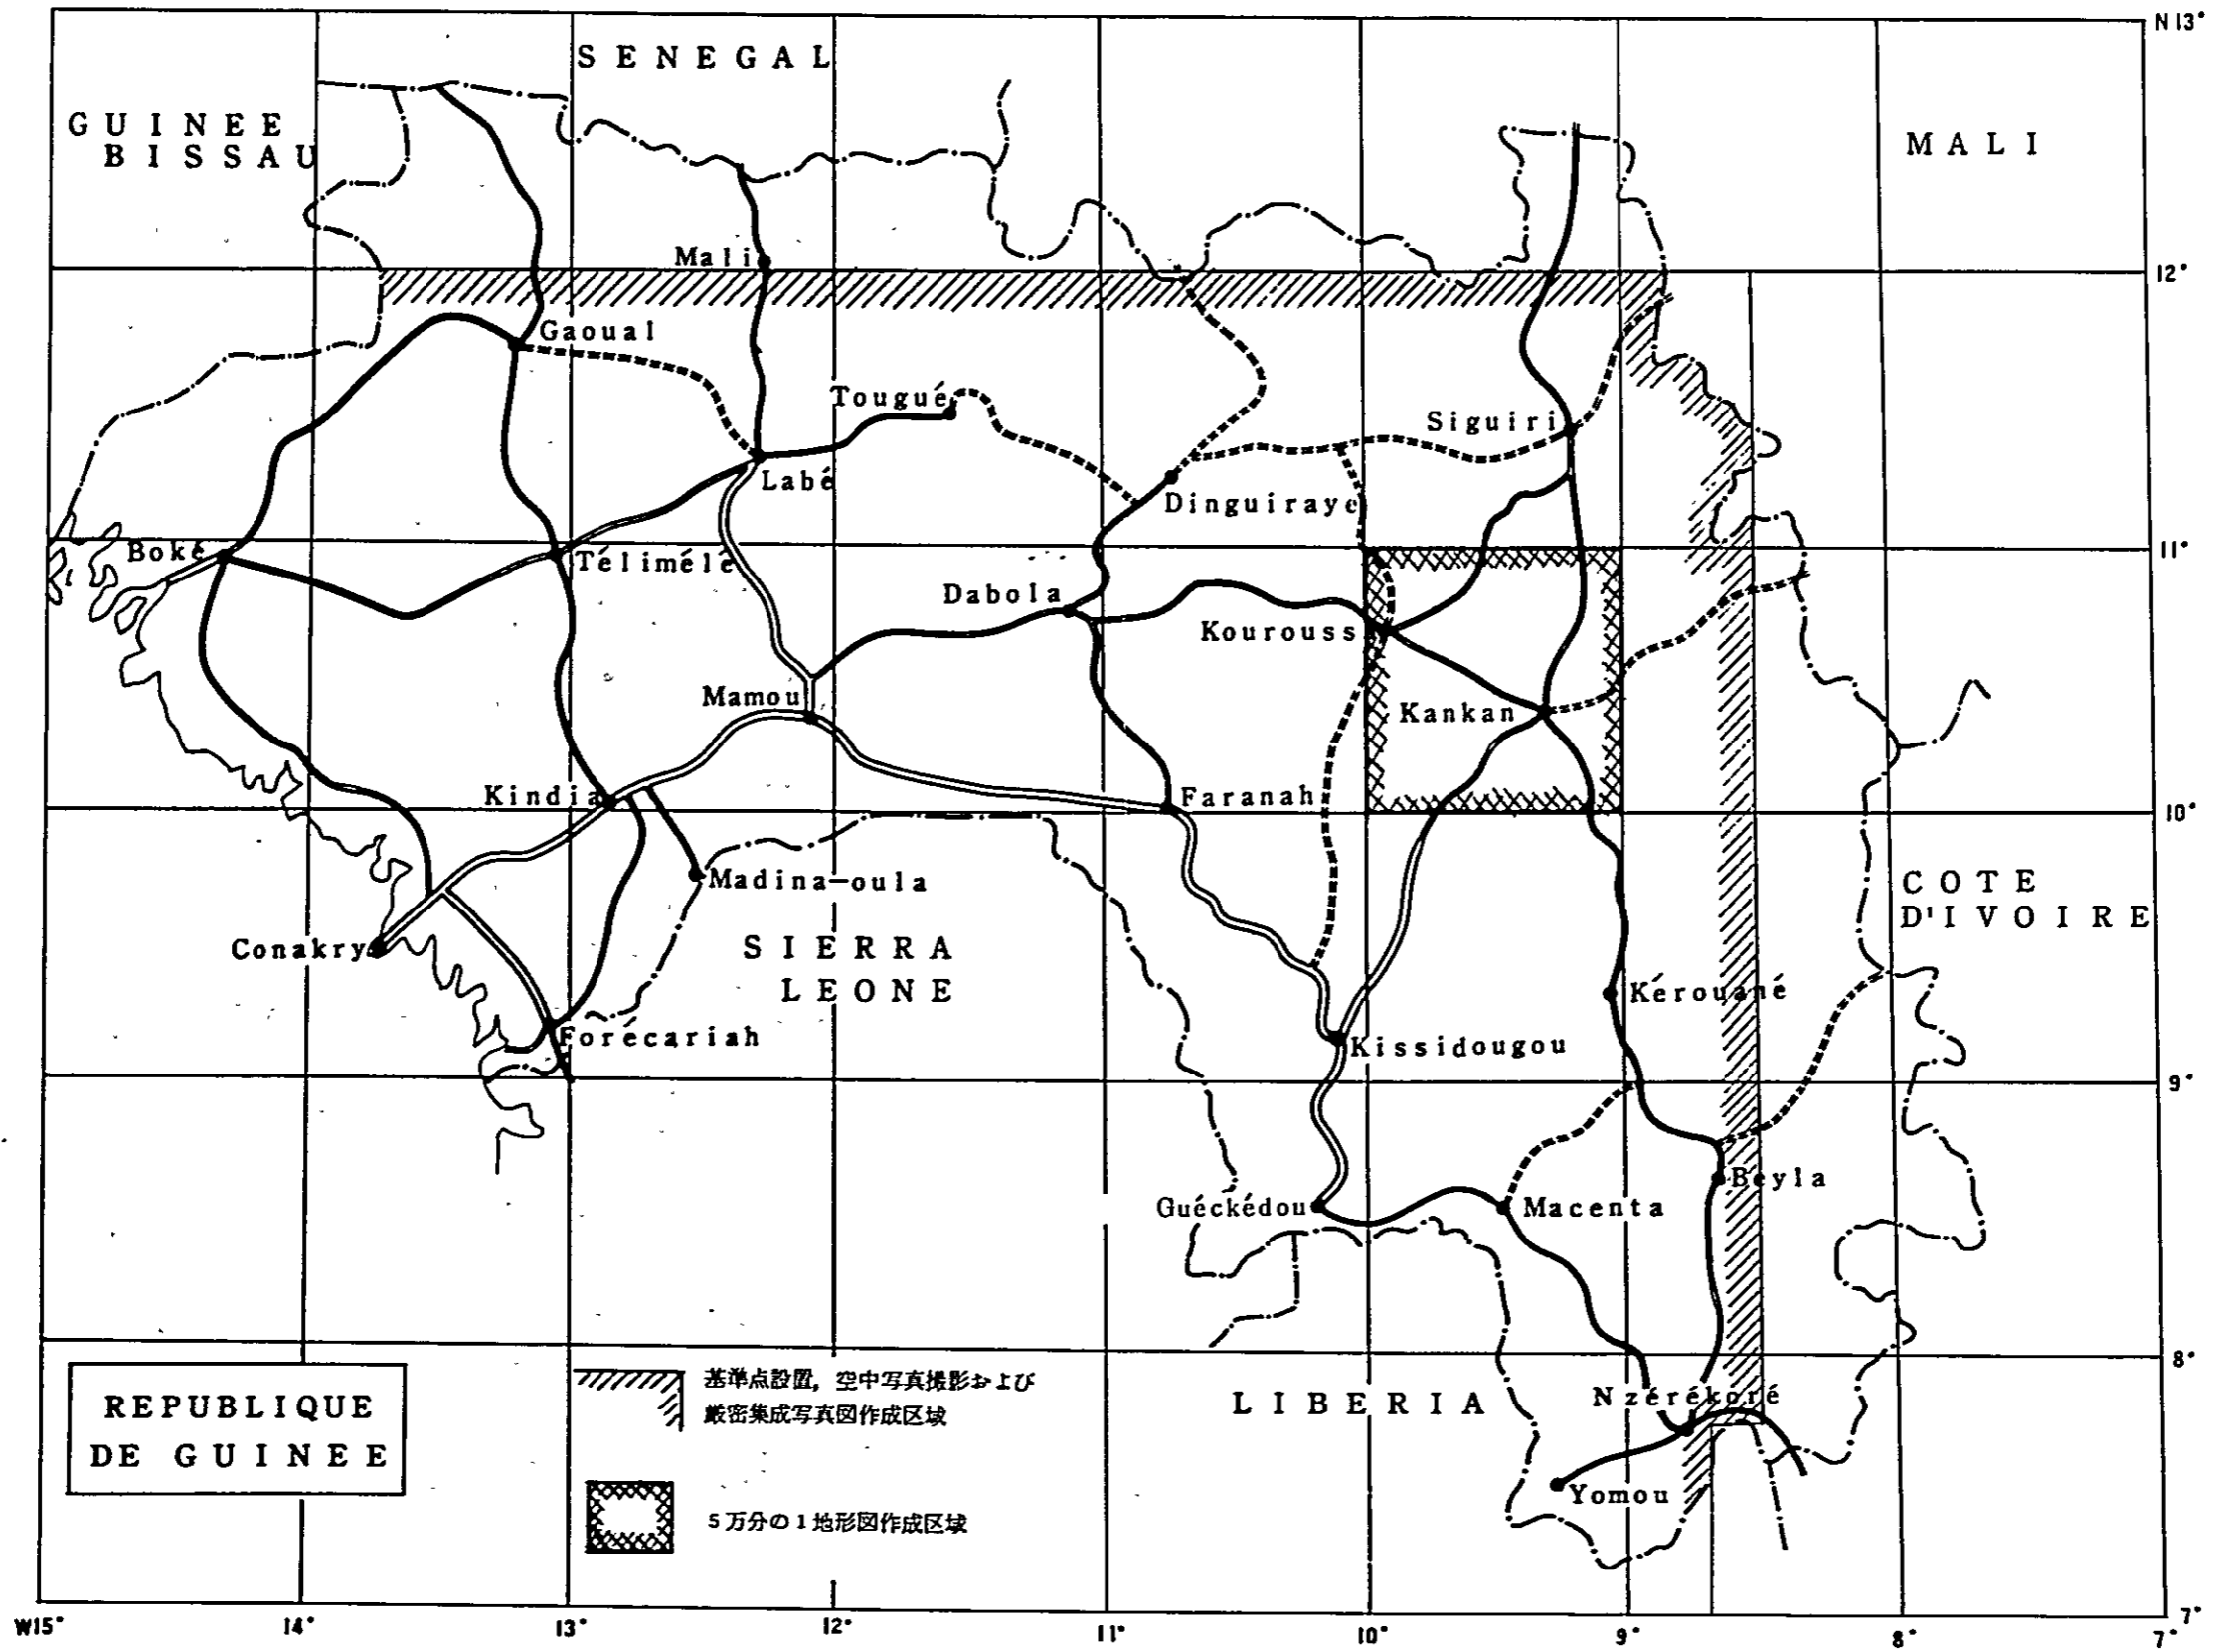 N13°
SENEGAL
GUINEE
BISSAU
MALI
Mali
12°
Gaoual
Tougué
Siguiri
Labé
Dinguiraye
Boké
Télimélé
11°
Dabola
Kourouss
Mamou
Kankan
Kindia
Faranah
10°
Madina-oula
COTE
D'IVOIRE
Conakry
SIERRA
LEONE
Kérouané
Forécariah
Kissidougou
9°
Beyla
Guéckédou
Macenta
8°
REPUBLIQUE
DE GUINEE
基準点設置，空中写真撮影および
厳密集成写真図作成区域
LIBERIA
Nzérékoré
Yomou
5万分の1地形図作成区域
W15°
14°
13°
12°
11°
10°
9°
8°
7°
7°